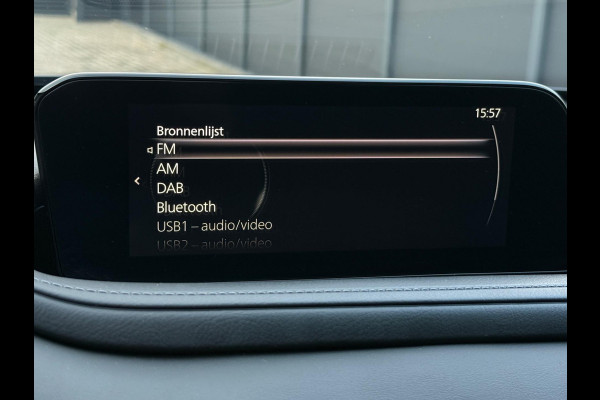 15:57
Bronnenlijst
FM
AM
DAB
Bluetooth
USB1 – audio/video
USB2 – audio/video